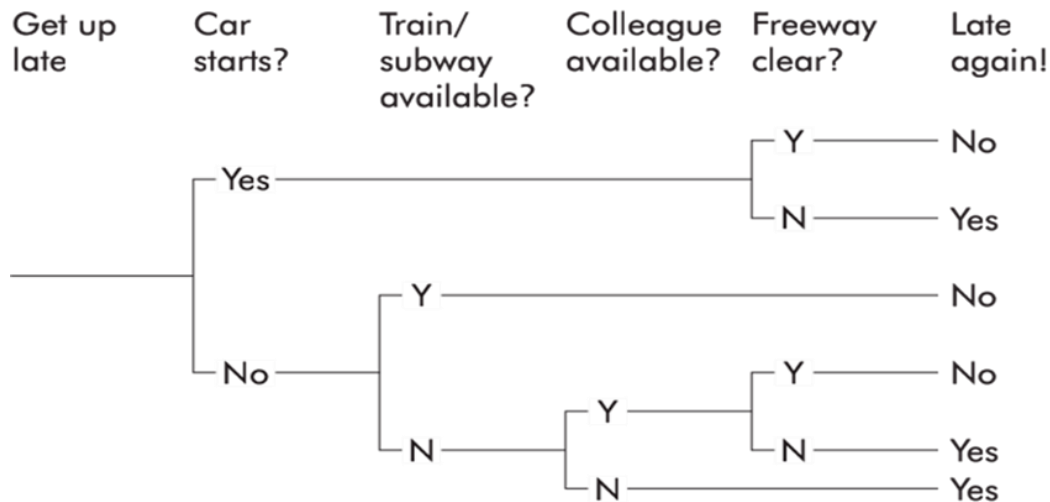 Get up
late
Car
starts?
Train/
subway
available?
Colleague
available?
Freeway
clear?
Late
again!
Y
No
Yes
N
Yes
Y
No
No
Y
No
Y
N
N
Yes
N
Yes